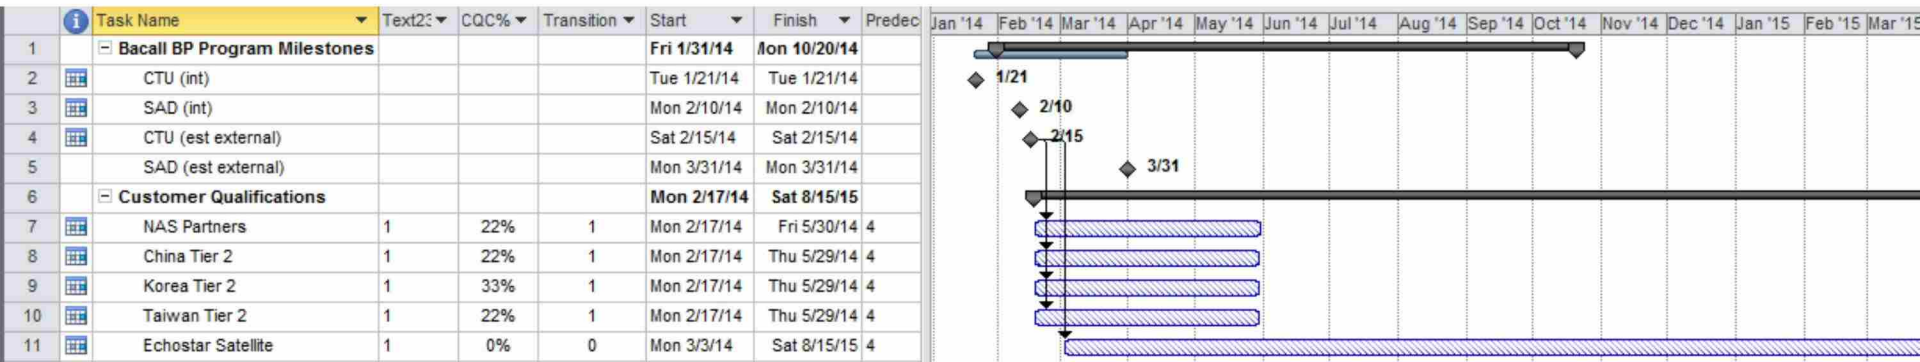 Task Name Text23 CQC% Transition Start Finish Predec Jan '14 Feb '14 Mar '14 Apr '14 May '14 Jun '14 Jul '14 Aug '14 Sep '14 Oct '14 Nov '14 Dec '14 Jan '15 Feb '15 Mar '15
1 Bacall BP Program Milestones Fri 1/31/14 Mon 10/20/14
2 CTU (int) Tue 1/21/14 Tue 1/21/14 1/21
3 SAD (int) Mon 2/10/14 Mon 2/10/14 2/10
4 CTU (est external) Sat 2/15/14 Sat 2/15/14 2/15
5 SAD (est external) Mon 3/31/14 Mon 3/31/14 3/31
6 Customer Qualifications Mon 2/17/14 Sat 8/15/15
7 NAS Partners 1 22% 1 Mon 2/17/14 Fri 5/30/14 4
8 China Tier 2 1 22% 1 Mon 2/17/14 Thu 5/29/14 4
9 Korea Tier 2 1 33% 1 Mon 2/17/14 Thu 5/29/14 4
10 Taiwan Tier 2 1 22% 1 Mon 2/17/14 Thu 5/29/14 4
11 Echostar Satellite 1 0% 0 Mon 3/3/14 Sat 8/15/15 4